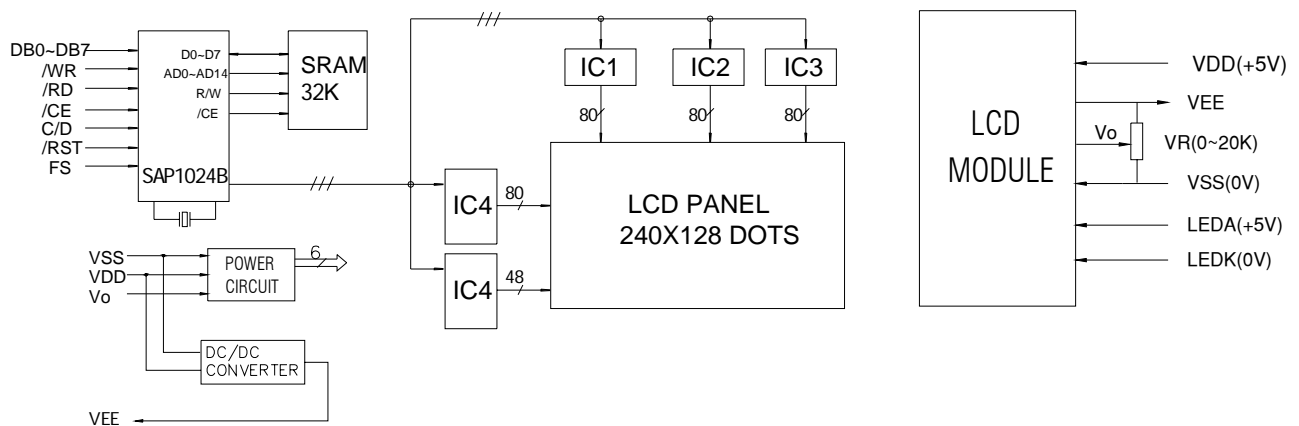 DB0~DB7
/WR
/RD
/CE
C/D
/RST
FS
D0~D7
AD0~AD14
R/W
/CE
SAP1024B
SRAM
32K
IC1
IC2
IC3
80
80
80
IC4
80
IC4
48
LCD PANEL
240X128 DOTS
VSS
VDD
Vo
POWER
CIRCUIT
6
DC/DC
CONVERTER
VEE
LCD
MODULE
VDD(+5V)
VEE
Vo
VR(0~20K)
VSS(0V)
LEDA(+5V)
LEDK(0V)